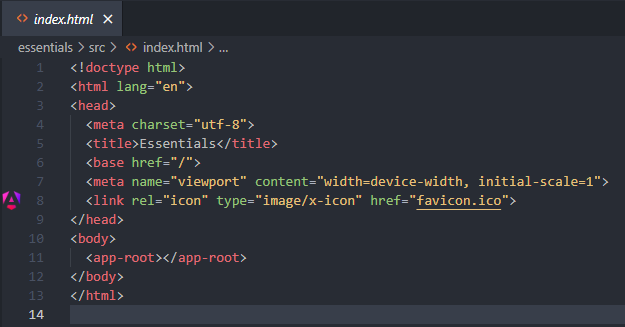 index.html
essentials > src > index.html > ...
1 <!doctype html>
2 <html lang="en">
3 <head>
4   <meta charset="utf-8">
5   <title>Essentials</title>
6   <base href="/">
7   <meta name="viewport" content="width=device-width, initial-scale=1">
8   <link rel="icon" type="image/x-icon" href="favicon.ico">
9 </head>
10 <body>
11   <app-root></app-root>
12 </body>
13 </html>
14